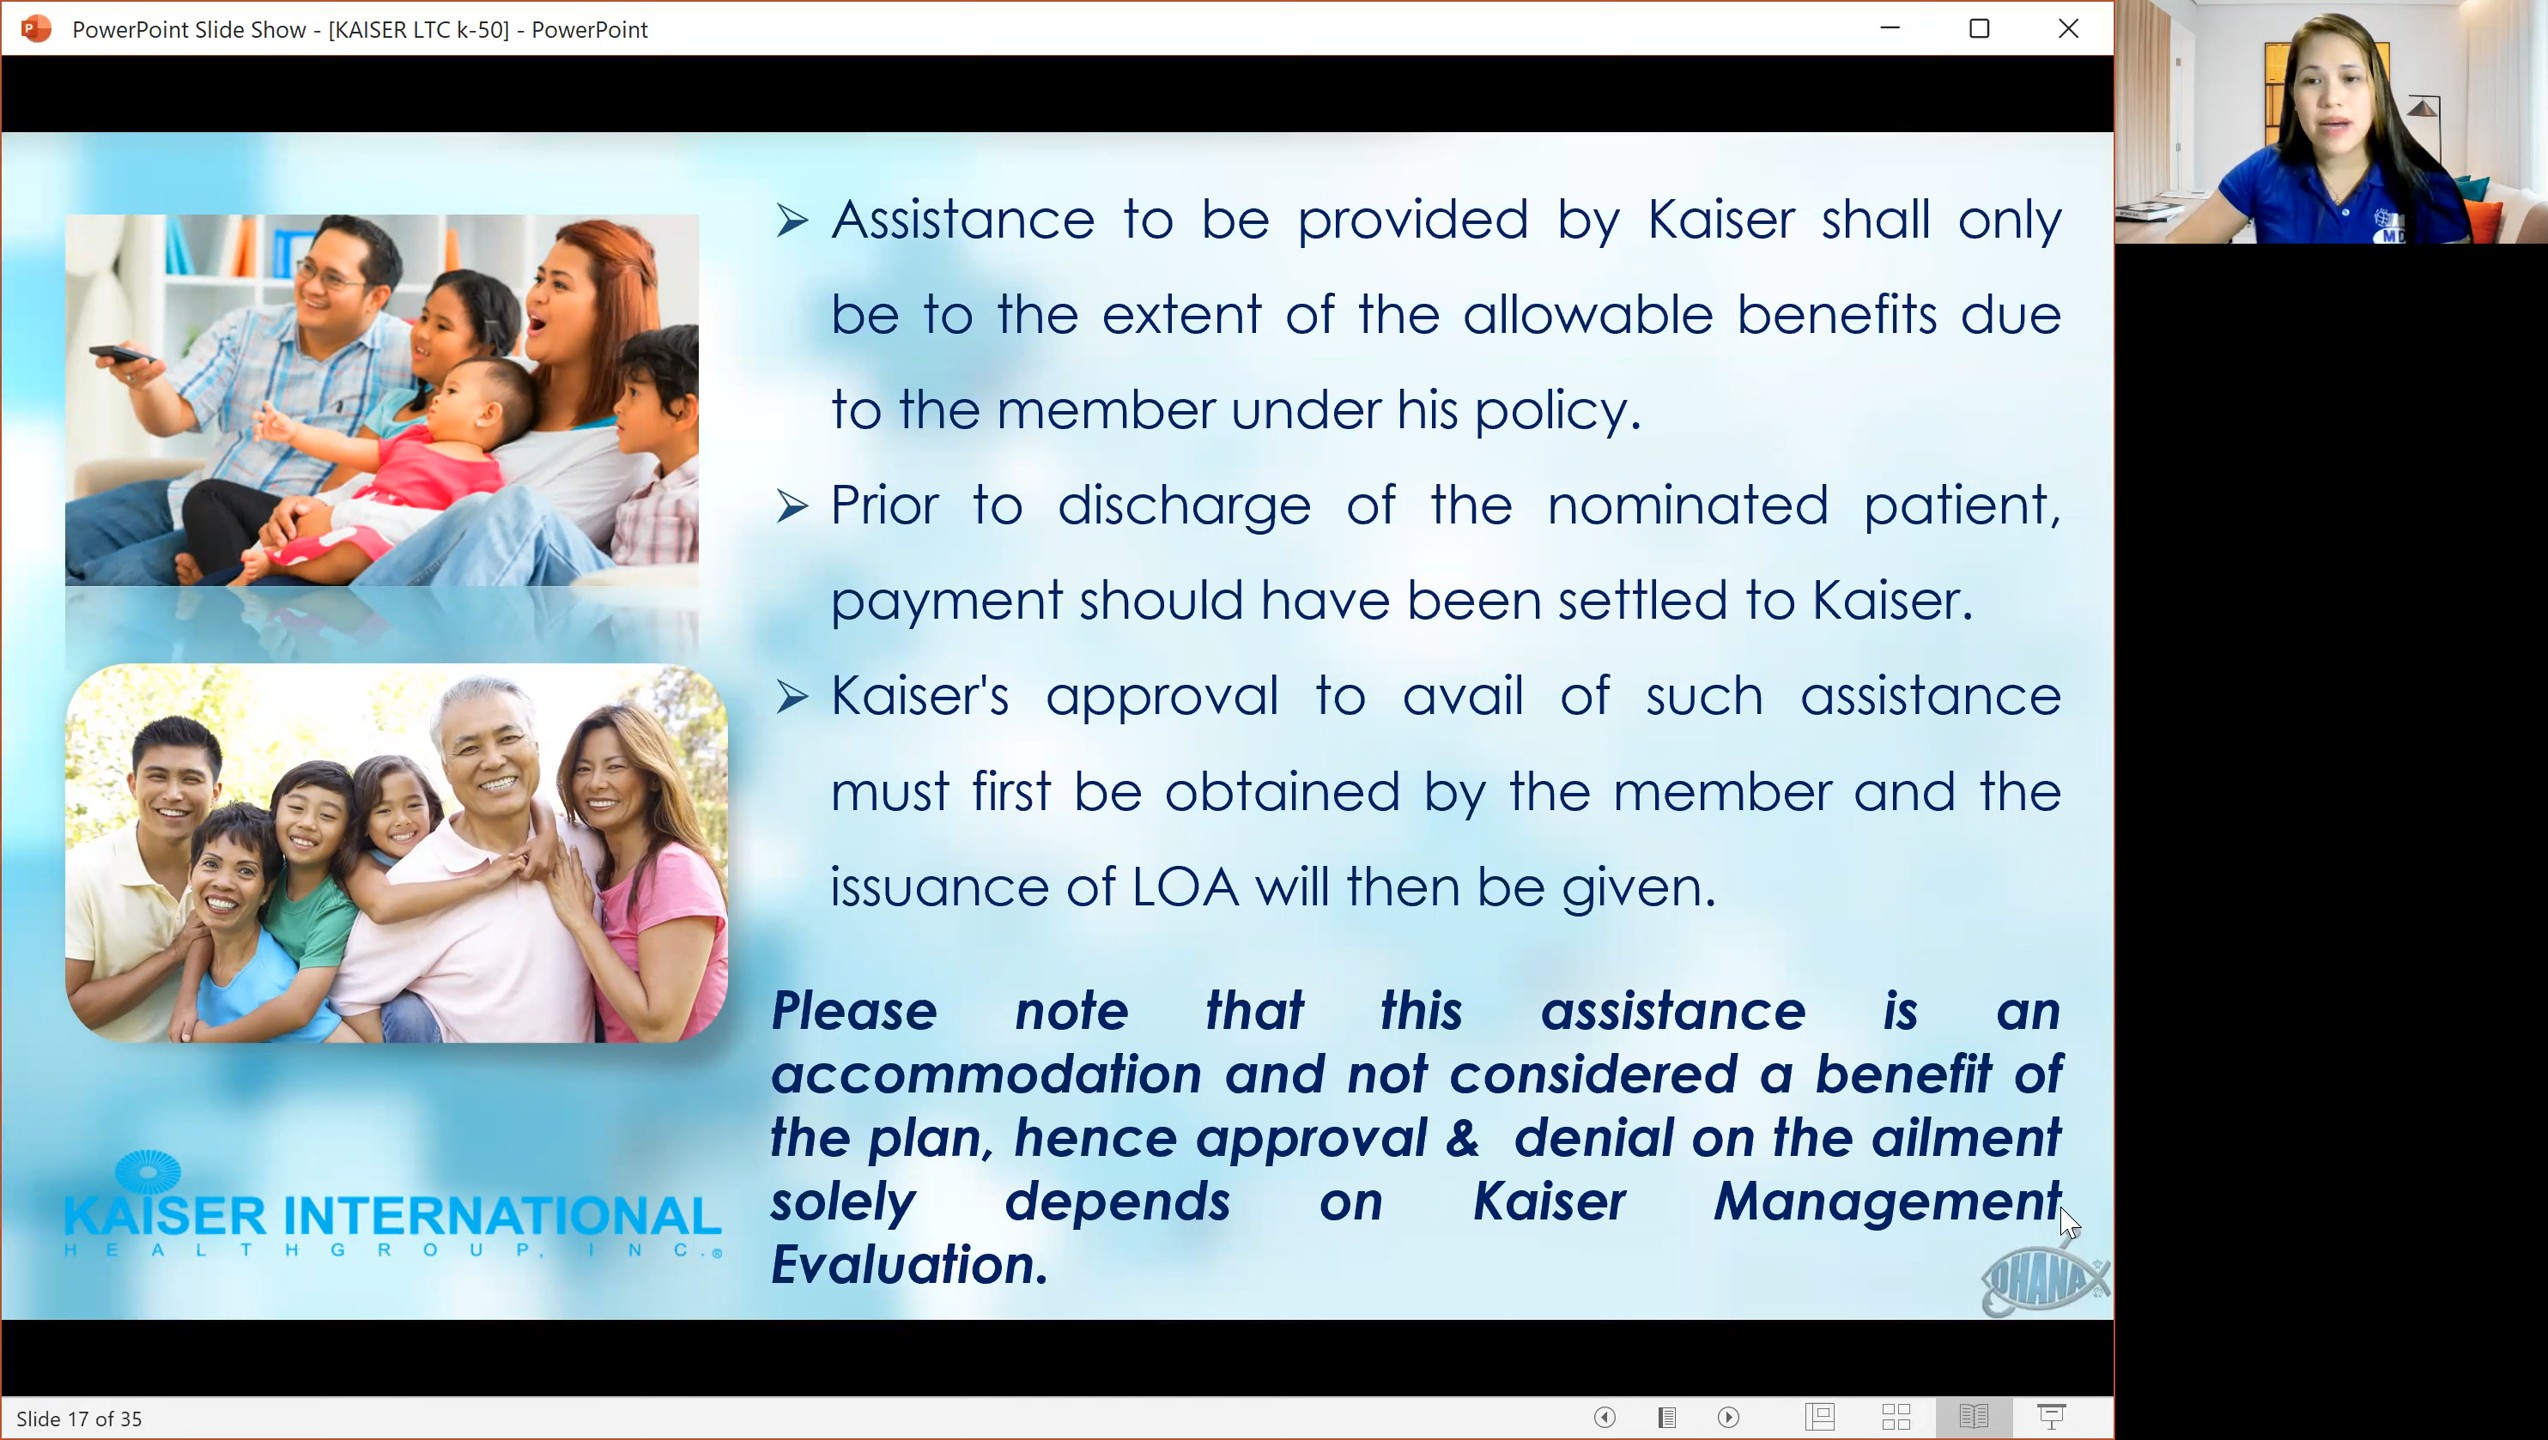 PowerPoint Slide Show - [KAISER LTC k-50] - PowerPoint
➢ Assistance to be provided by Kaiser shall only
be to the extent of the allowable benefits due
to the member under his policy.
➢ Prior to discharge of the nominated patient,
payment should have been settled to Kaiser.
➢ Kaiser's approval to avail of such assistance
must first be obtained by the member and the
issuance of LOA will then be given.
Please note that this assistance is an
accommodation and not considered a benefit of
the plan, hence approval & denial on the ailment
solely depends on Kaiser Management
Evaluation.
KAISER INTERNATIONAL
HEALTHGROUP, INC.®
OHANA
Slide 17 of 35